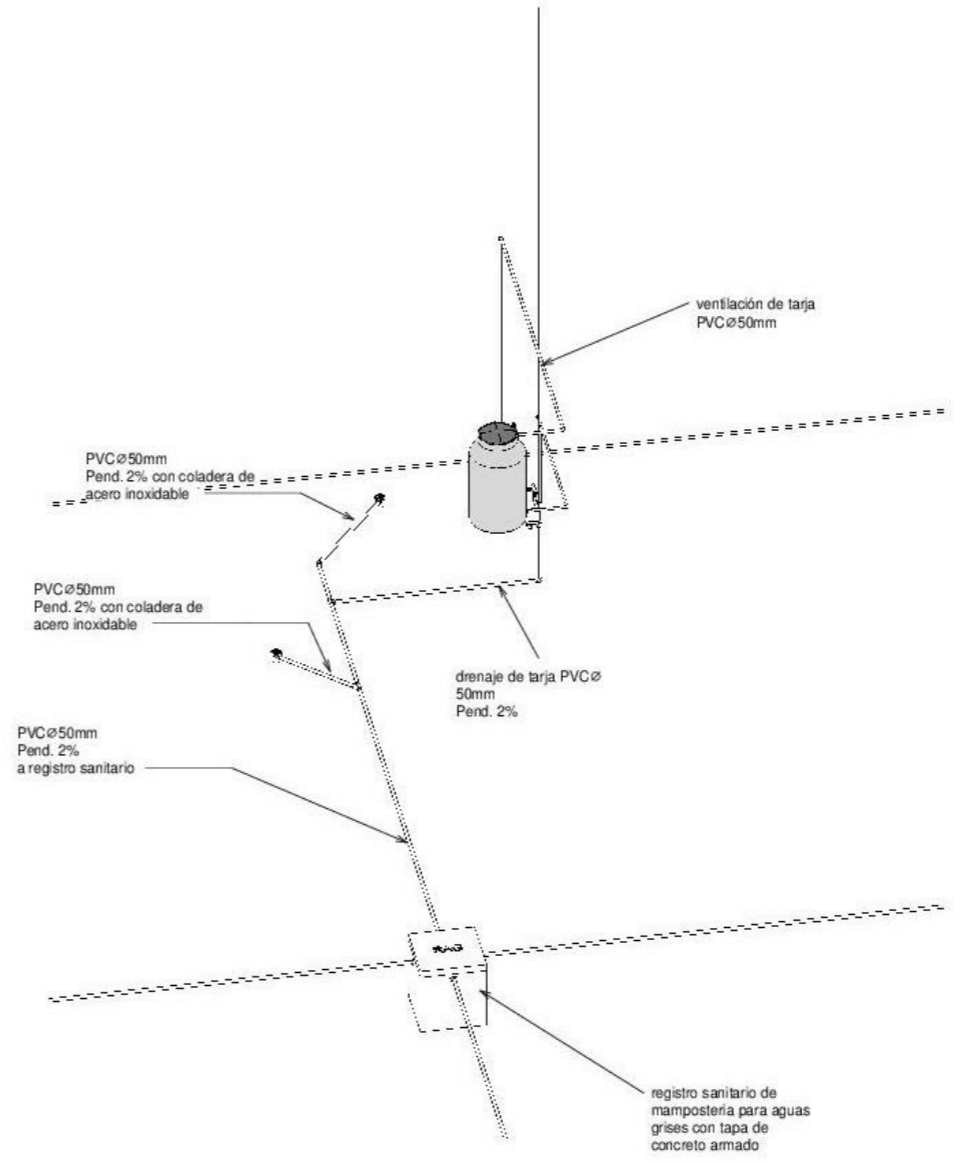 ventilación de tarja
PVC∅50mm
PVC∅50mm
Pend. 2% con coladera de
acero inoxidable
PVC∅50mm
Pend. 2% con coladera de
acero inoxidable
drenaje de tarja PVC∅
50mm
Pend. 2%
PVC∅50mm
Pend. 2%
a registro sanitario
registro sanitario de
mampostería para aguas
grises con tapa de
concreto armado